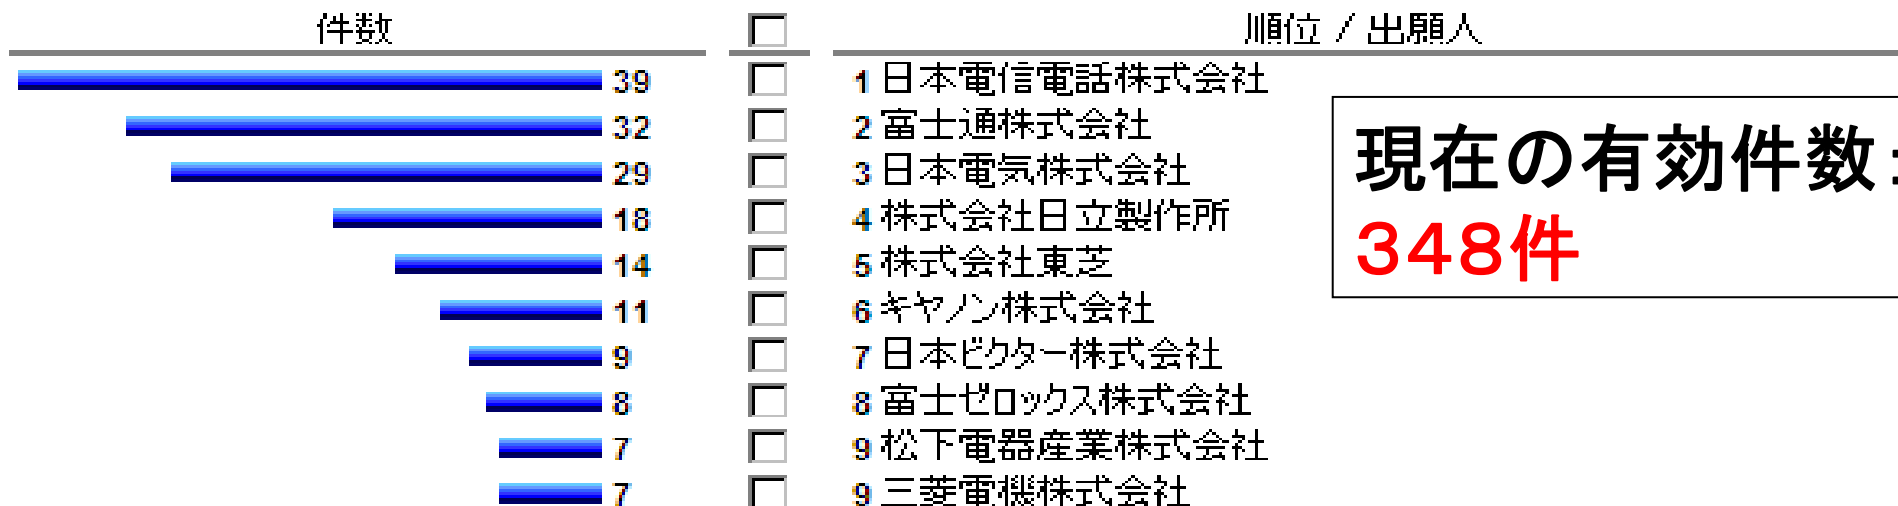 件数 順位 / 出願人
39 1 日本電信電話株式会社
32 2 富士通株式会社
29 3 日本電気株式会社
18 4 株式会社日立製作所
14 5 株式会社東芝
11 6 キヤノン株式会社
9 7 日本ビクター株式会社
8 8 富士ゼロックス株式会社
7 9 松下電器産業株式会社
7 9 三菱電機株式会社
現在の有効件数:
348件